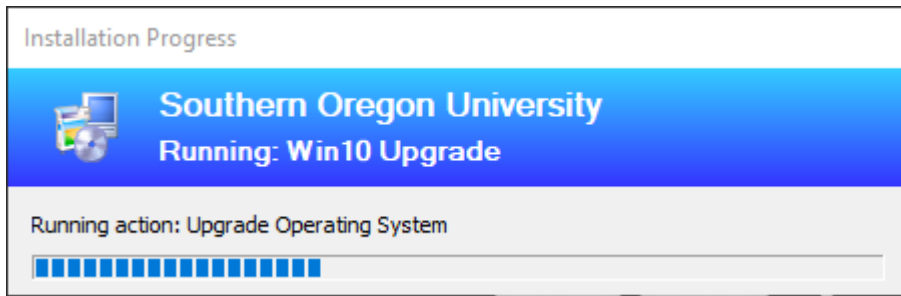 Installation Progress
Southern Oregon University
Running: Win10 Upgrade
Running action: Upgrade Operating System